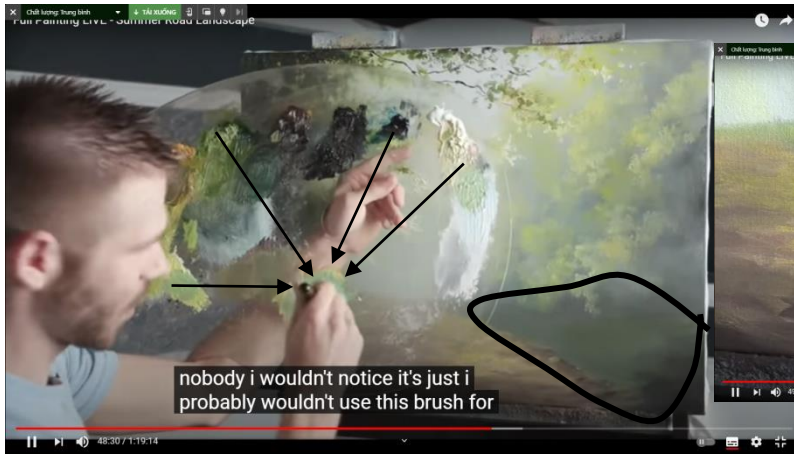 Chất lượng: Trung bình
TẢI XUỐNG
Full Painting LIVE - Summer Road Landscape
Chất lượng: Trung bình
Full Painting LIVE -
nobody i wouldn't notice it's just i
probably wouldn't use this brush for
48:30 / 1:19:14